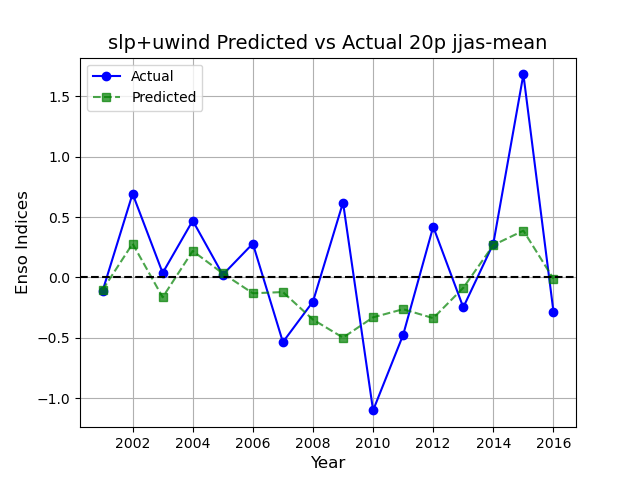 slp+uwind Predicted vs Actual 20p jjas-mean
Actual
Predicted
Enso Indices
1.5
1.0
0.5
0.0
−0.5
−1.0
2002 2004 2006 2008 2010 2012 2014 2016
Year